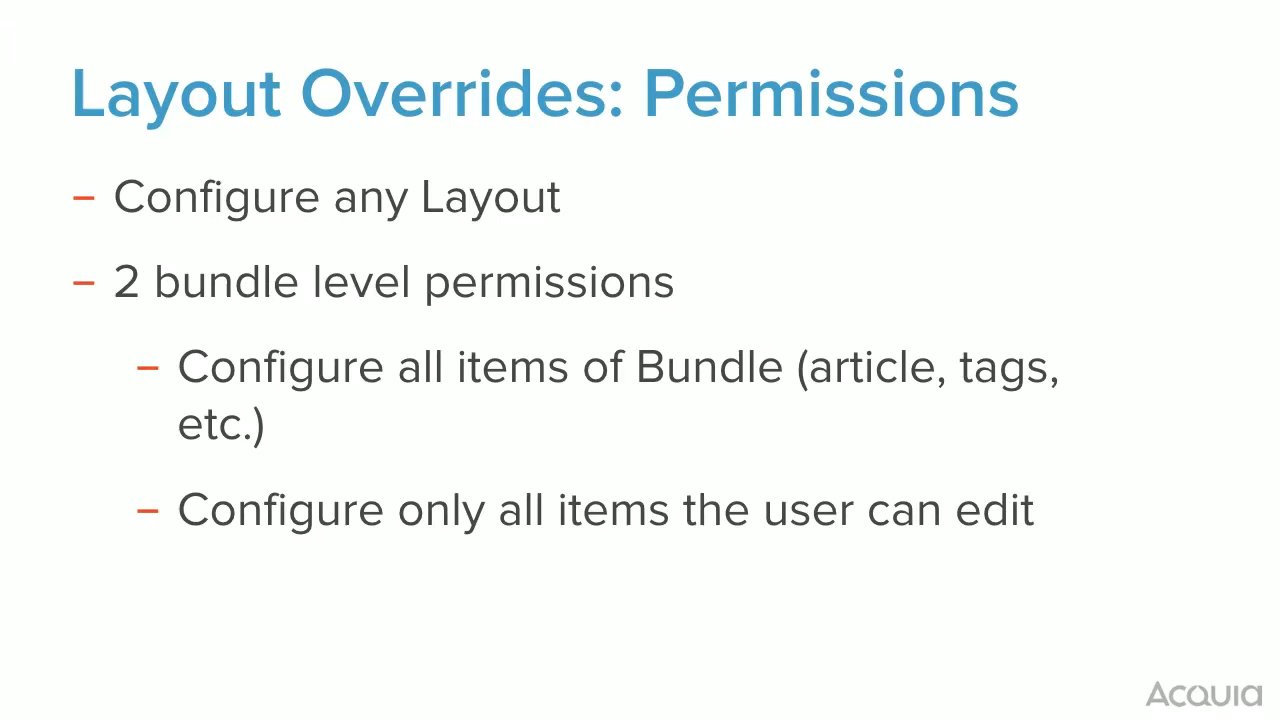 Layout Overrides: Permissions
– Configure any Layout
– 2 bundle level permissions
– Configure all items of Bundle (article, tags,
etc.)
– Configure only all items the user can edit
Acquia